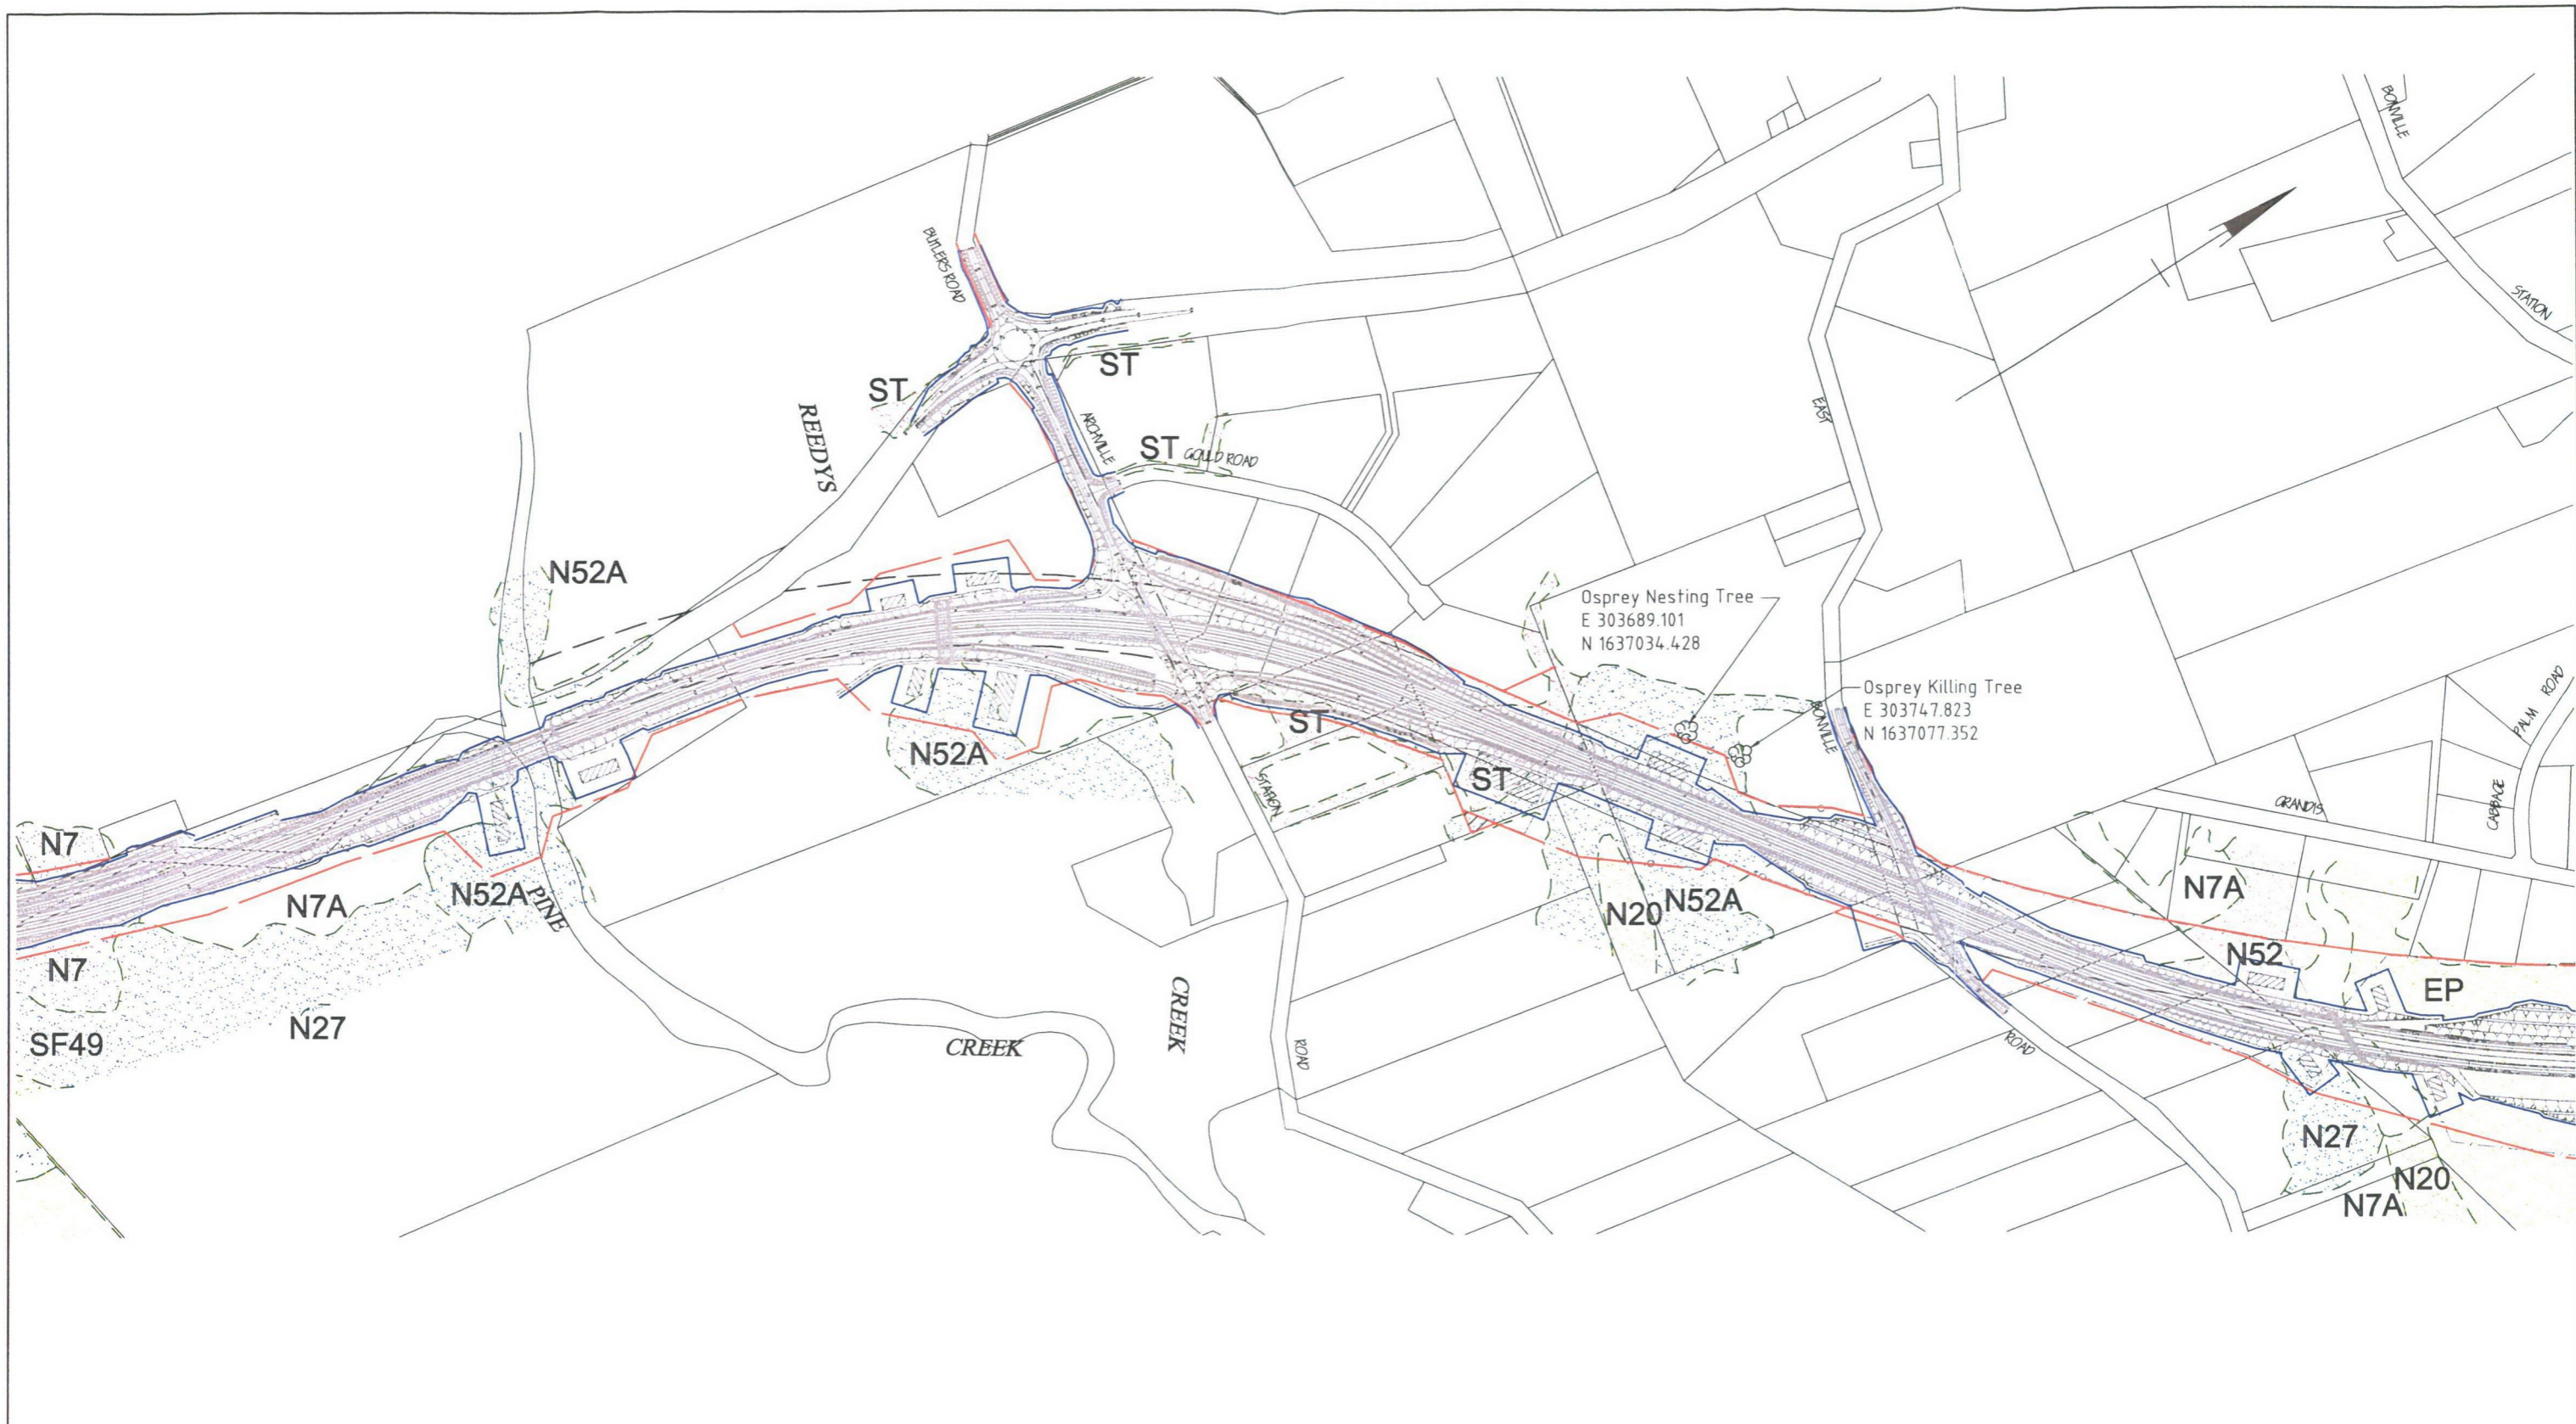 BONVILLE
STATION
BUTLERS ROAD
ST
ST
REEDYS
ARCHVILLE
ST
GOULD ROAD
EAST
N52A
Osprey Nesting Tree
E 303689.101
N 1637034.428
Osprey Killing Tree
E 303747.823
N 1637077.352
BONVILLE
PALM ROAD
CABBAGE
GRANDIS
ST
N52A
STATION
ST
N7
N7A
N52A
PINE
N20
N52A
N7A
N52
EP
N7
SF49
N27
CREEK
CREEK
ROAD
ROAD
N27
N20
N7A